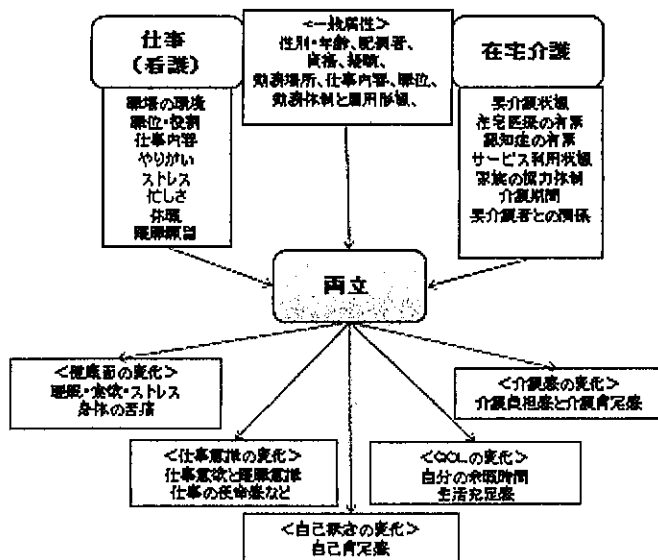 仕事
(看護)
職場の環境
職位・役割
仕事内容
やりがい
ストレス
忙しさ
休暇
離職願望
<一般属性>
性別・年齢、配偶者、
資格、経験、
勤務場所、仕事内容、職位、
勤務体制と雇用形態、
在宅介護
要介護状態
在宅医療の有無
認知症の有無
サービス利用状態
家族の協力体制
介護期間
要介護者との関係
両立
<健康面の変化>
睡眠・食欲・ストレス
身体の苦痛
<介護感の変化>
介護負担感と介護肯定感
<仕事意識の変化>
仕事意欲と離職意識
仕事の使命感など
<QOLの変化>
自分の余暇時間
生活充足感
<自己概念の変化>
自己肯定感